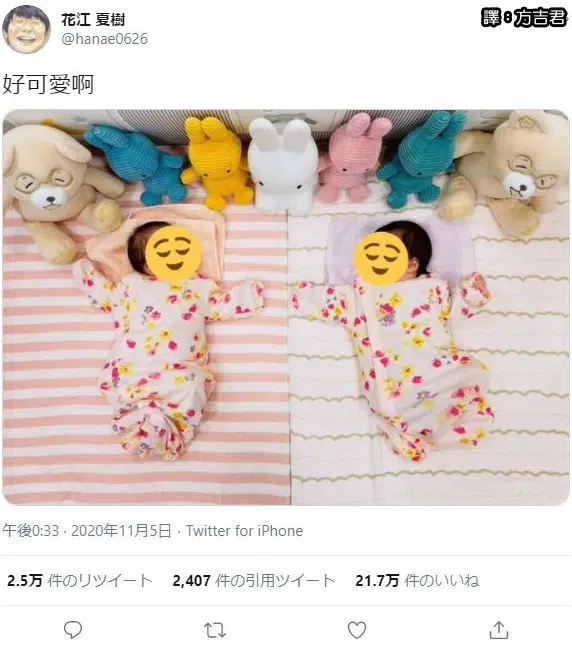 花江 夏樹
@hanae0626
譯8方吉君
好可愛啊
午後0:33 · 2020年11月5日 · Twitter for iPhone
2.5万 件のリツイート 2,407 件の引用ツイート 21.7万 件のいいね